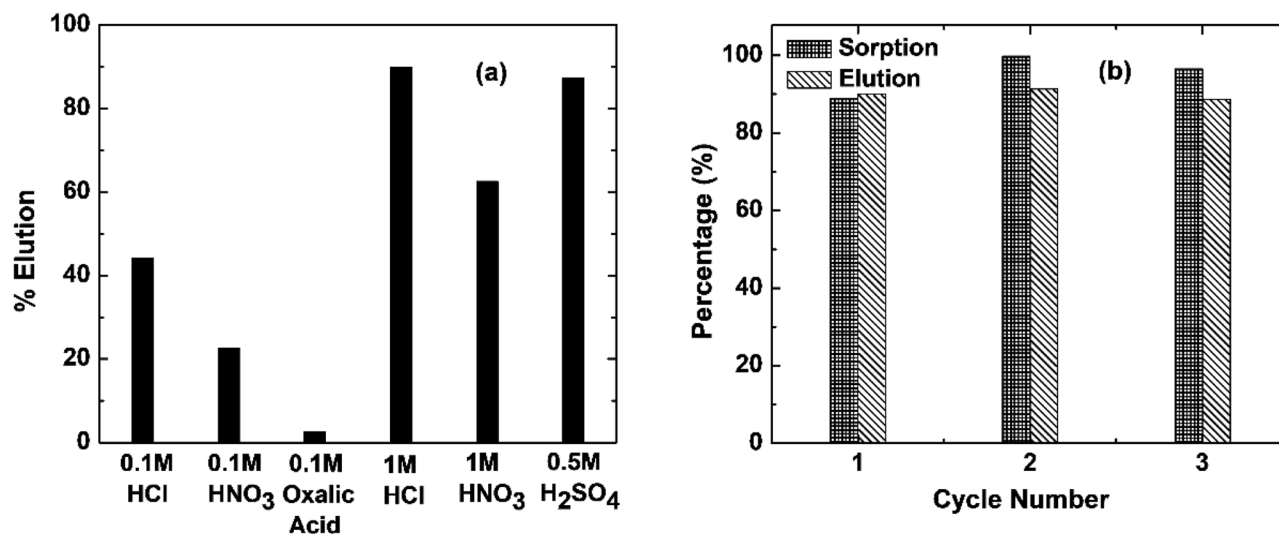 100
80
60
40
20
0
% Elution
(a)
0.1M HCl
0.1M HNO3
0.1M Oxalic Acid
1M HCl
1M HNO3
0.5M H2SO4
100
80
60
40
20
0
Percentage (%)
Sorption
Elution
(b)
1 2 3
Cycle Number